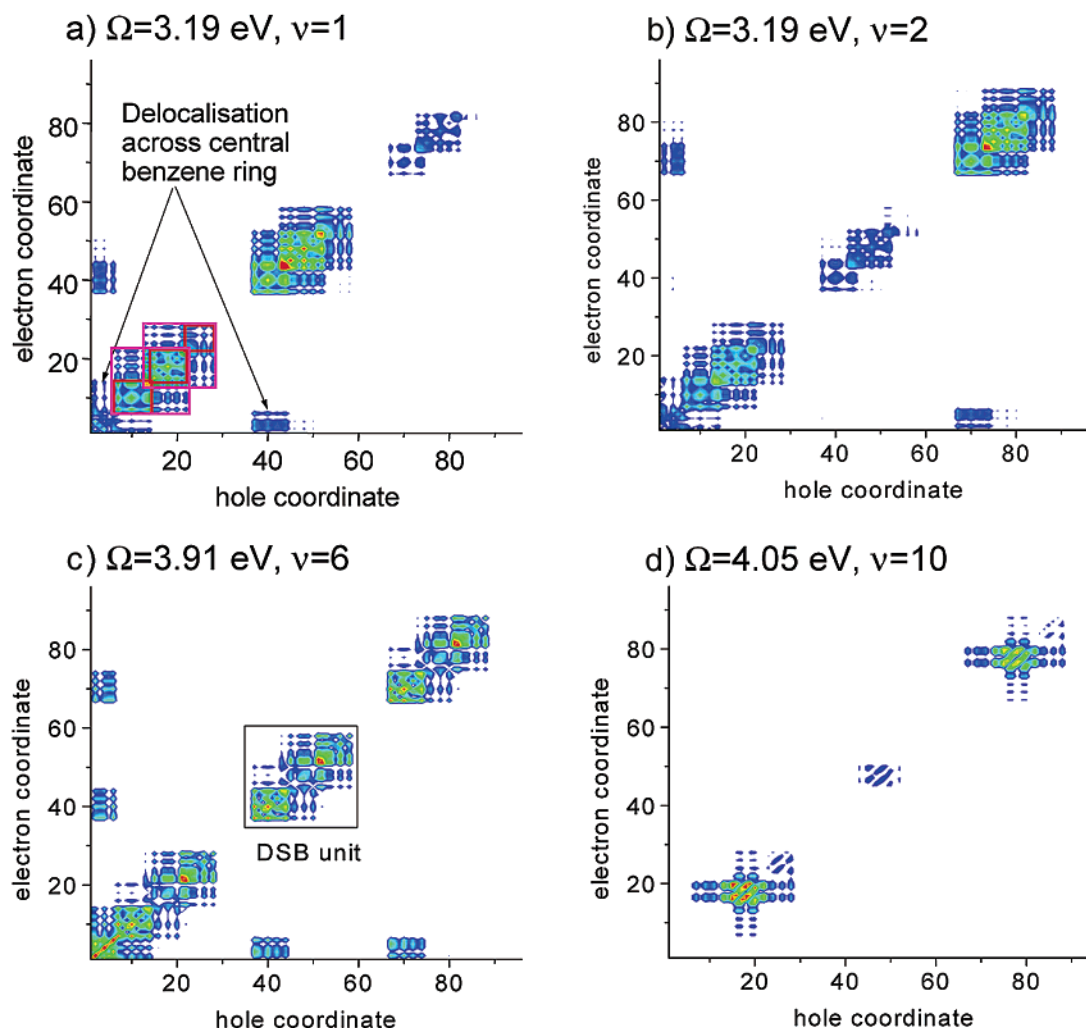 a) Ω=3.19 eV, ν=1
Delocalisation
across central
benzene ring
electron coordinate
80
60
40
20
20
40
60
80
hole coordinate
b) Ω=3.19 eV, ν=2
electron coordinate
80
60
40
20
20
40
60
80
hole coordinate
c) Ω=3.91 eV, ν=6
electron coordinate
80
60
40
20
DSB unit
20
40
60
80
hole coordinate
d) Ω=4.05 eV, ν=10
electron coordinate
80
60
40
20
20
40
60
80
hole coordinate